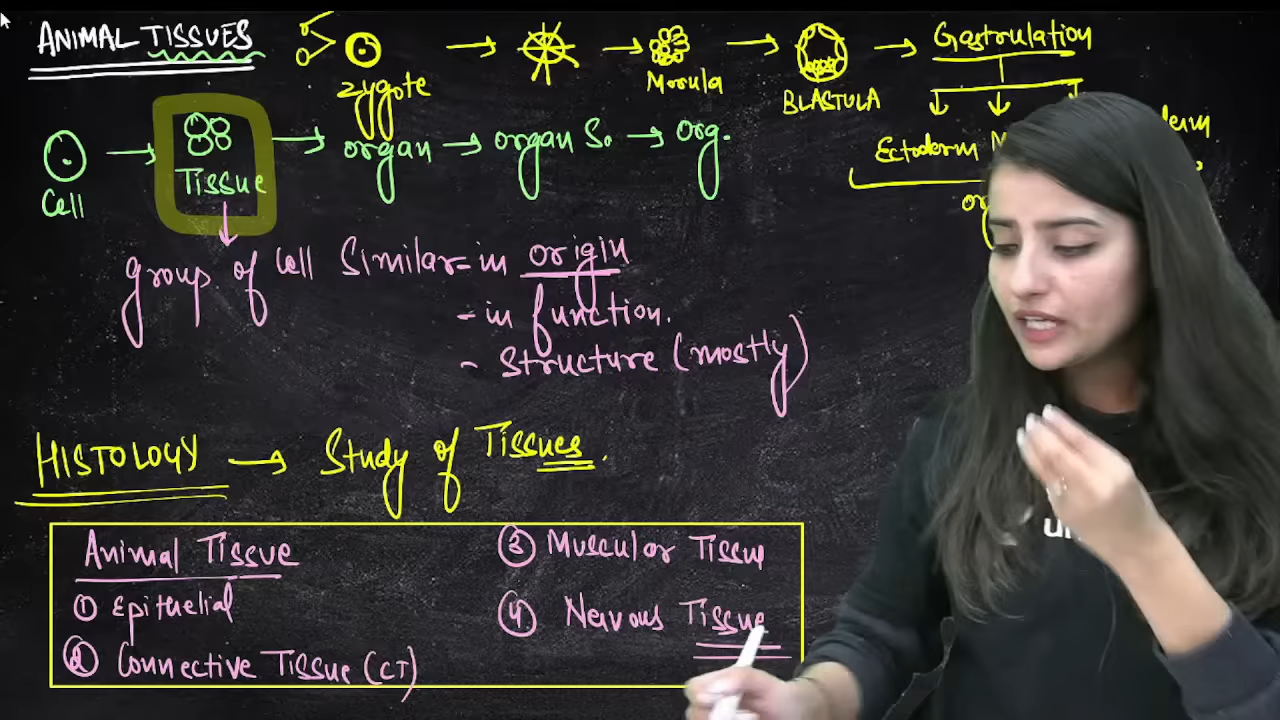 ANIMAL TISSUES
Zygote
Morula
BLASTULA
Gastrulation
Ectoderm
Cell
Tissue
organ
organ S.
Org.
group of Cell Similar - in origin
- in function.
- Structure (mostly)
HISTOLOGY → Study of Tissues.
Animal Tissue
① Epithelial
② Connective Tissue (CT)
③ Muscular Tissue
④ Nervous Tissue